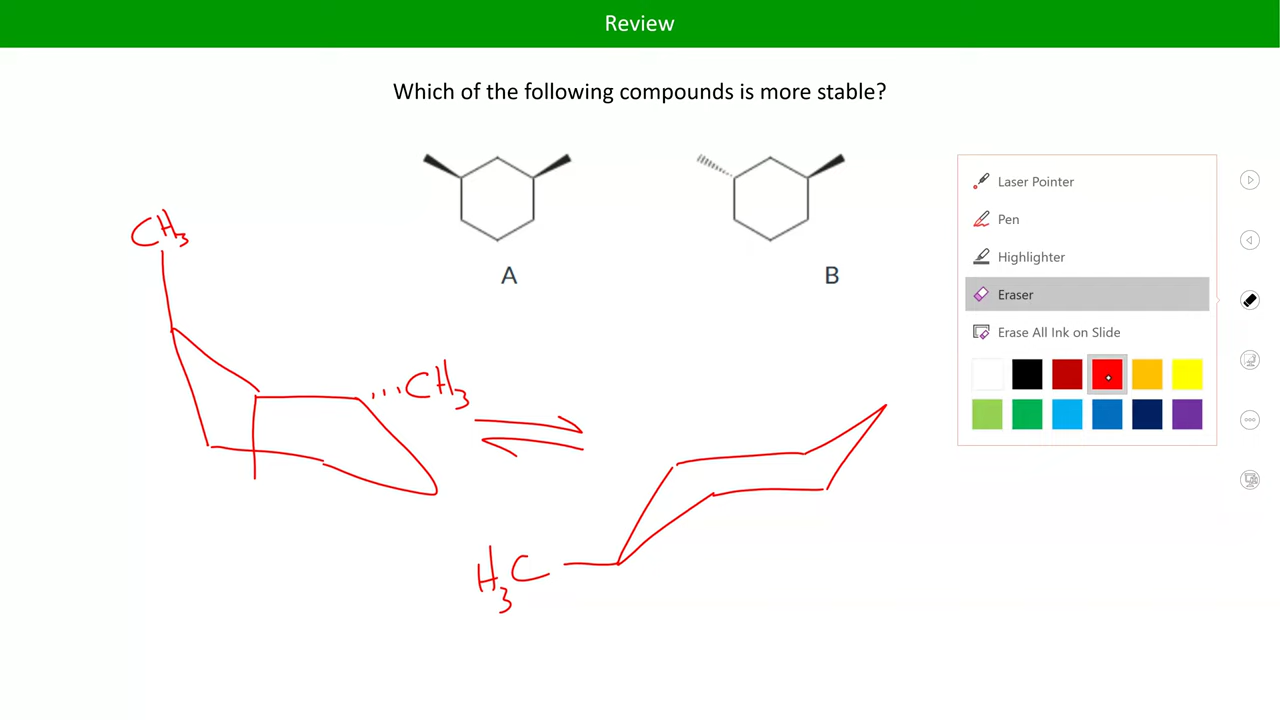 Review
Which of the following compounds is more stable?
A
B
Laser Pointer
Pen
Highlighter
Eraser
Erase All Ink on Slide
CH3
...CH3
H3C